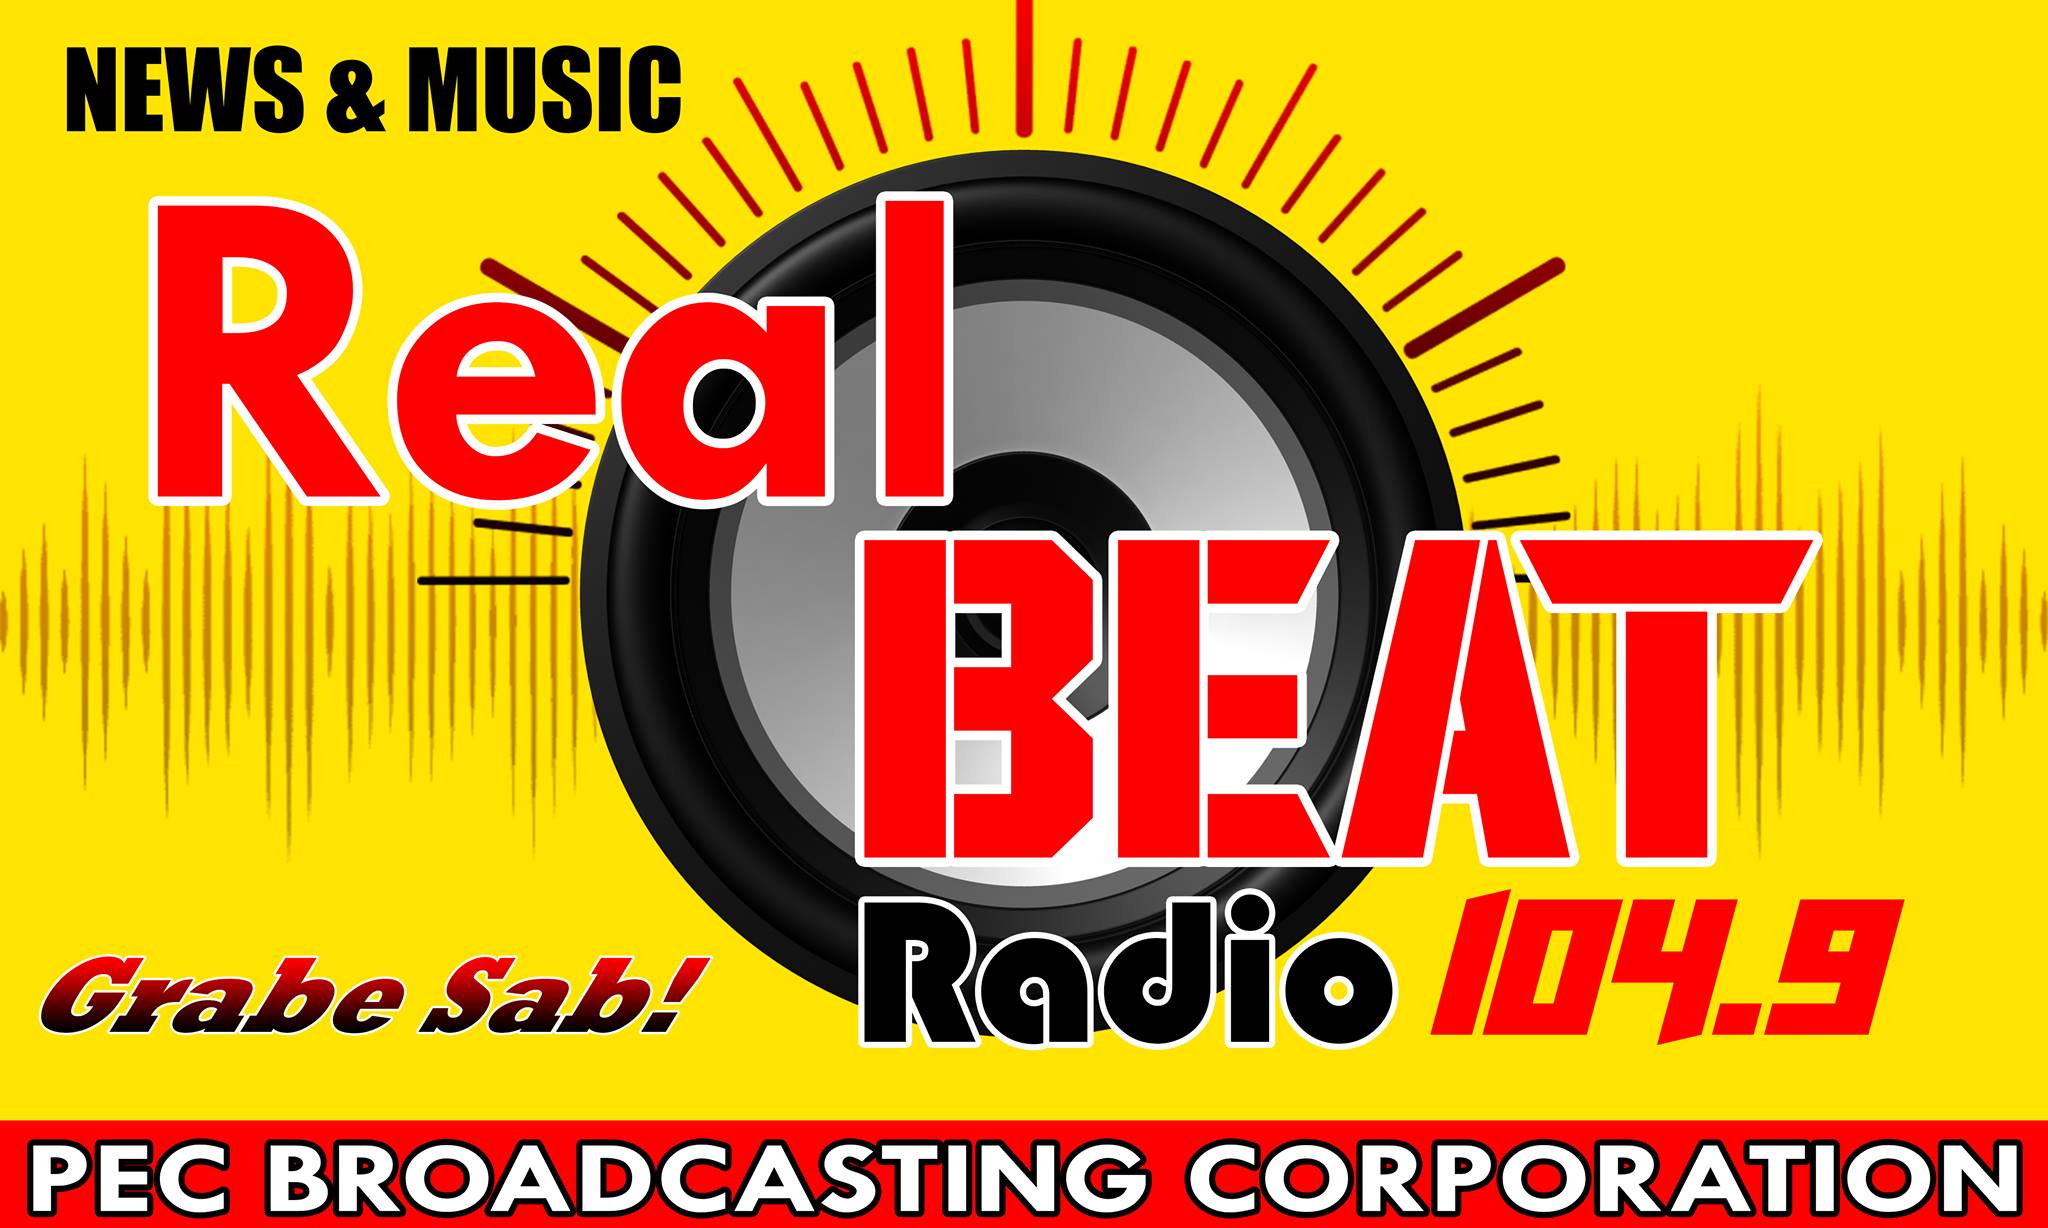 NEWS & MUSIC
Real
BEAT
Radio 104.9
Grabe Sab!
PEC BROADCASTING CORPORATION